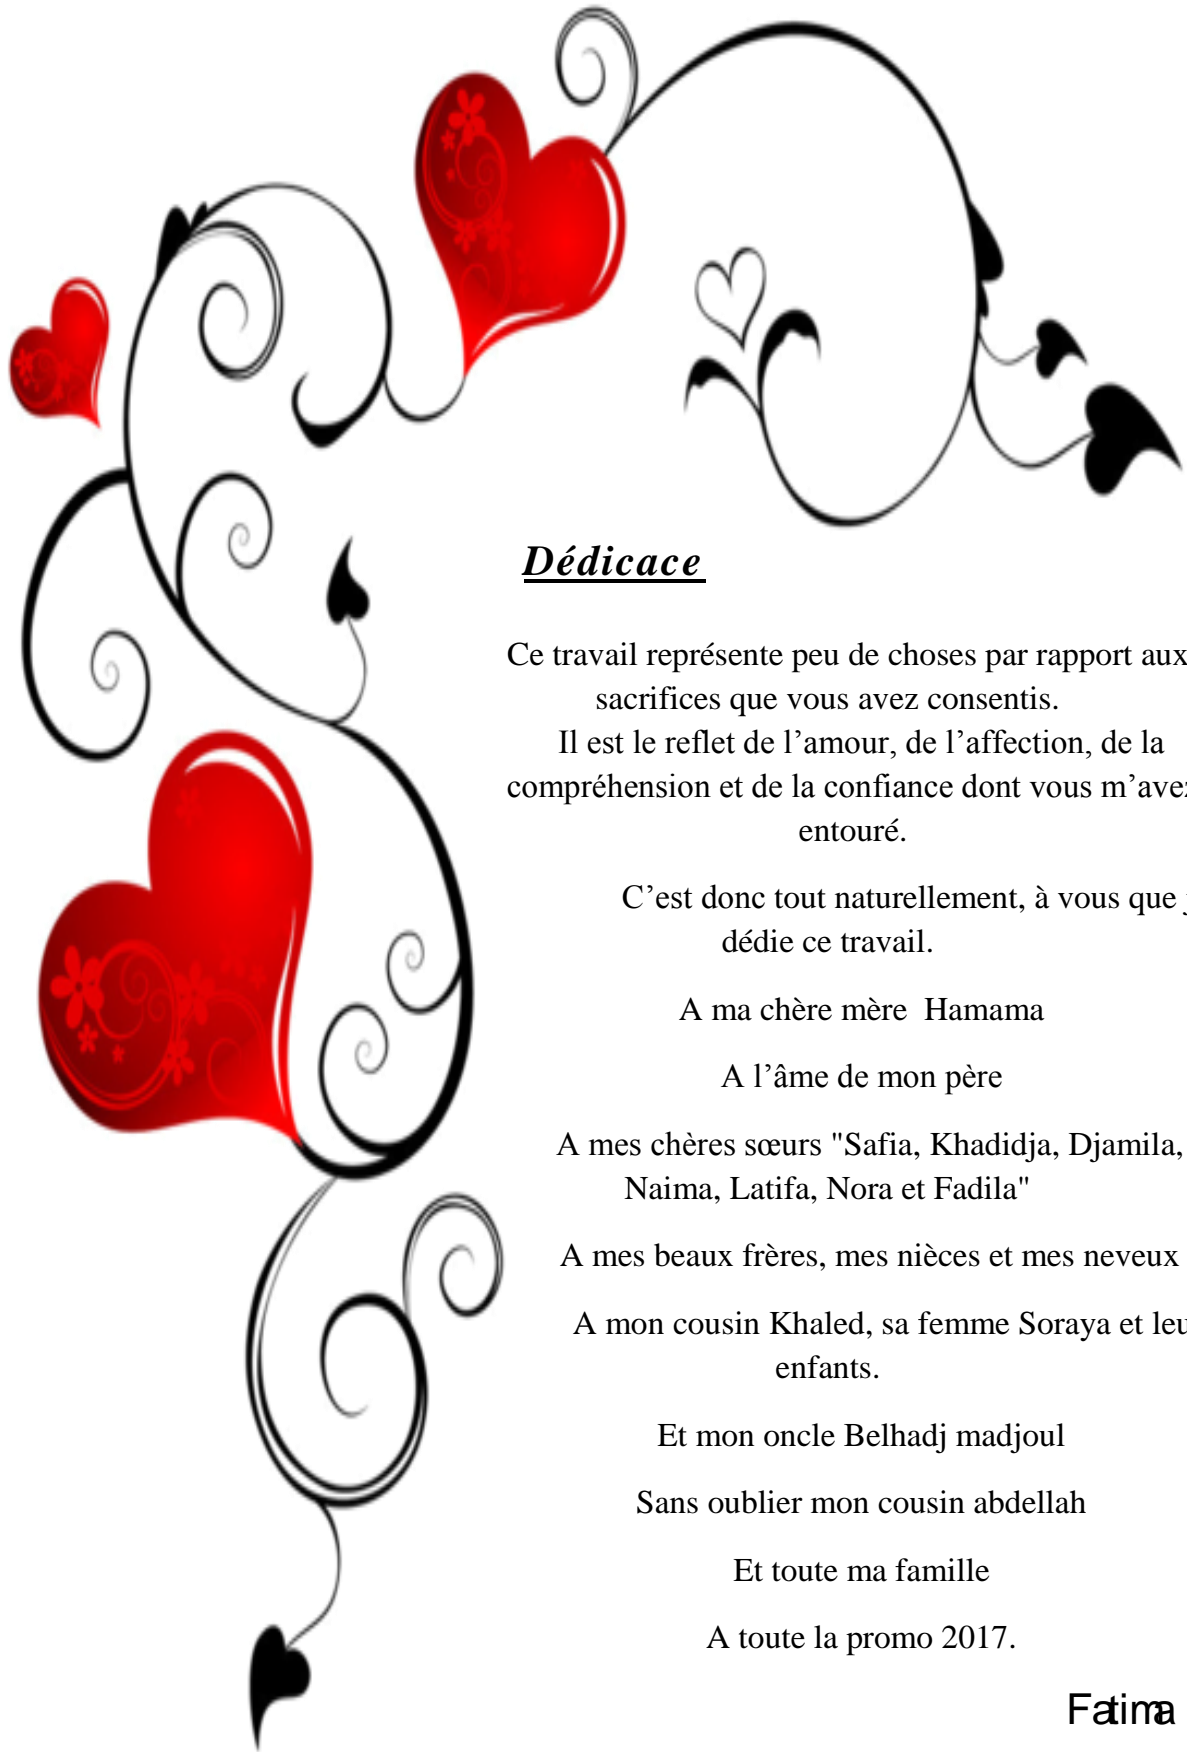 Dédicace
Ce travail représente peu de choses par rapport aux
sacrifices que vous avez consentis.
Il est le reflet de l’amour, de l’affection, de la
compréhension et de la confiance dont vous m’avez
entouré.
C’est donc tout naturellement, à vous que j
dédie ce travail.
A ma chère mère Hamama
A l’âme de mon père
A mes chères sœurs "Safia, Khadidja, Djamila,
Naima, Latifa, Nora et Fadila"
A mes beaux frères, mes nièces et mes neveux
A mon cousin Khaled, sa femme Soraya et leu
enfants.
Et mon oncle Belhadj madjoul
Sans oublier mon cousin abdellah
Et toute ma famille
A toute la promo 2017.
Fatima